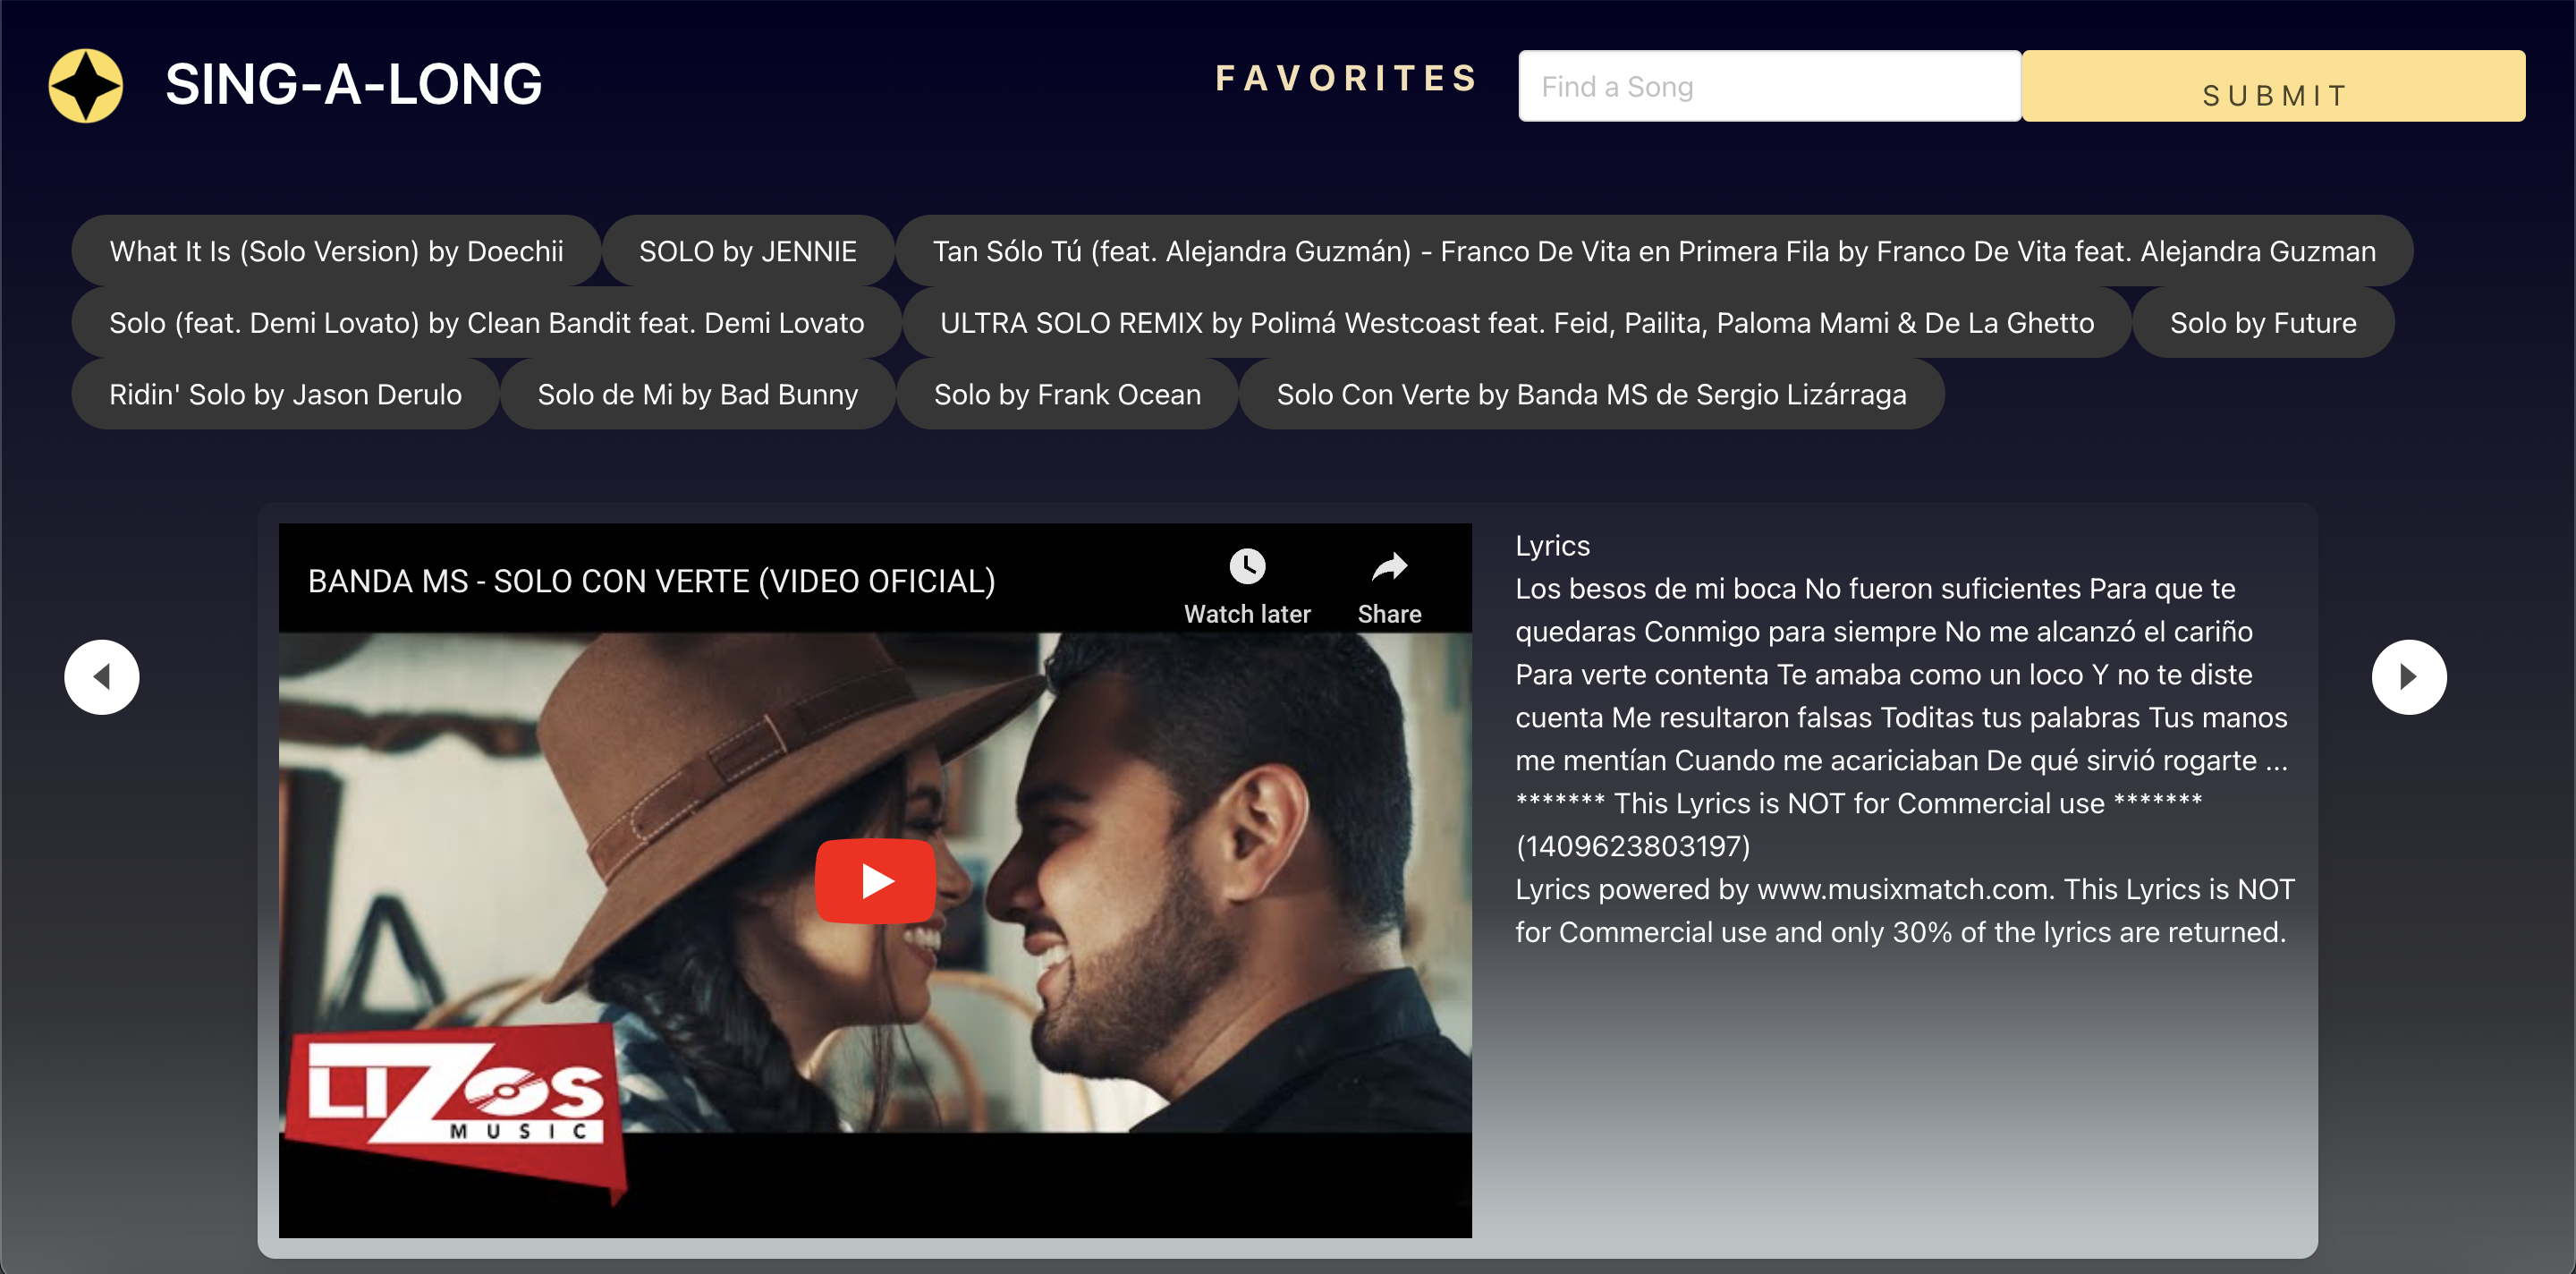 SING-A-LONG
FAVORITES
Find a Song
SUBMIT
What It Is (Solo Version) by Doechii
SOLO by JENNIE
Tan Sólo Tú (feat. Alejandra Guzmán) - Franco De Vita en Primera Fila by Franco De Vita feat. Alejandra Guzman
Solo (feat. Demi Lovato) by Clean Bandit feat. Demi Lovato
ULTRA SOLO REMIX by Polimá Westcoast feat. Feid, Pailita, Paloma Mami & De La Ghetto
Solo by Future
Ridin' Solo by Jason Derulo
Solo de Mi by Bad Bunny
Solo by Frank Ocean
Solo Con Verte by Banda MS de Sergio Lizárraga
BANDA MS - SOLO CON VERTE (VIDEO OFICIAL)
Watch later
Share
LIZOS
MUSIC
Lyrics
Los besos de mi boca No fueron suficientes Para que te
quedaras Conmigo para siempre No me alcanzó el cariño
Para verte contenta Te amaba como un loco Y no te diste
cuenta Me resultaron falsas Toditas tus palabras Tus manos
me mentían Cuando me acariciaban De qué sirvió rogarte ...
******* This Lyrics is NOT for Commercial use *******
(1409623803197)
Lyrics powered by www.musixmatch.com. This Lyrics is NOT
for Commercial use and only 30% of the lyrics are returned.